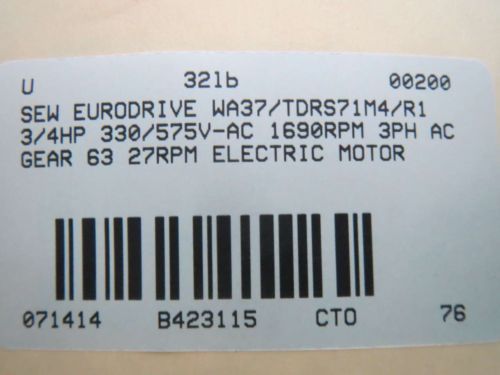 U 32lb 00200
SEW EURODRIVE WA37/TDRS71M4/R1
3/4HP 330/575V-AC 1690RPM 3PH AC
GEAR 63 27RPM ELECTRIC MOTOR
071414 B423115 CTO 76